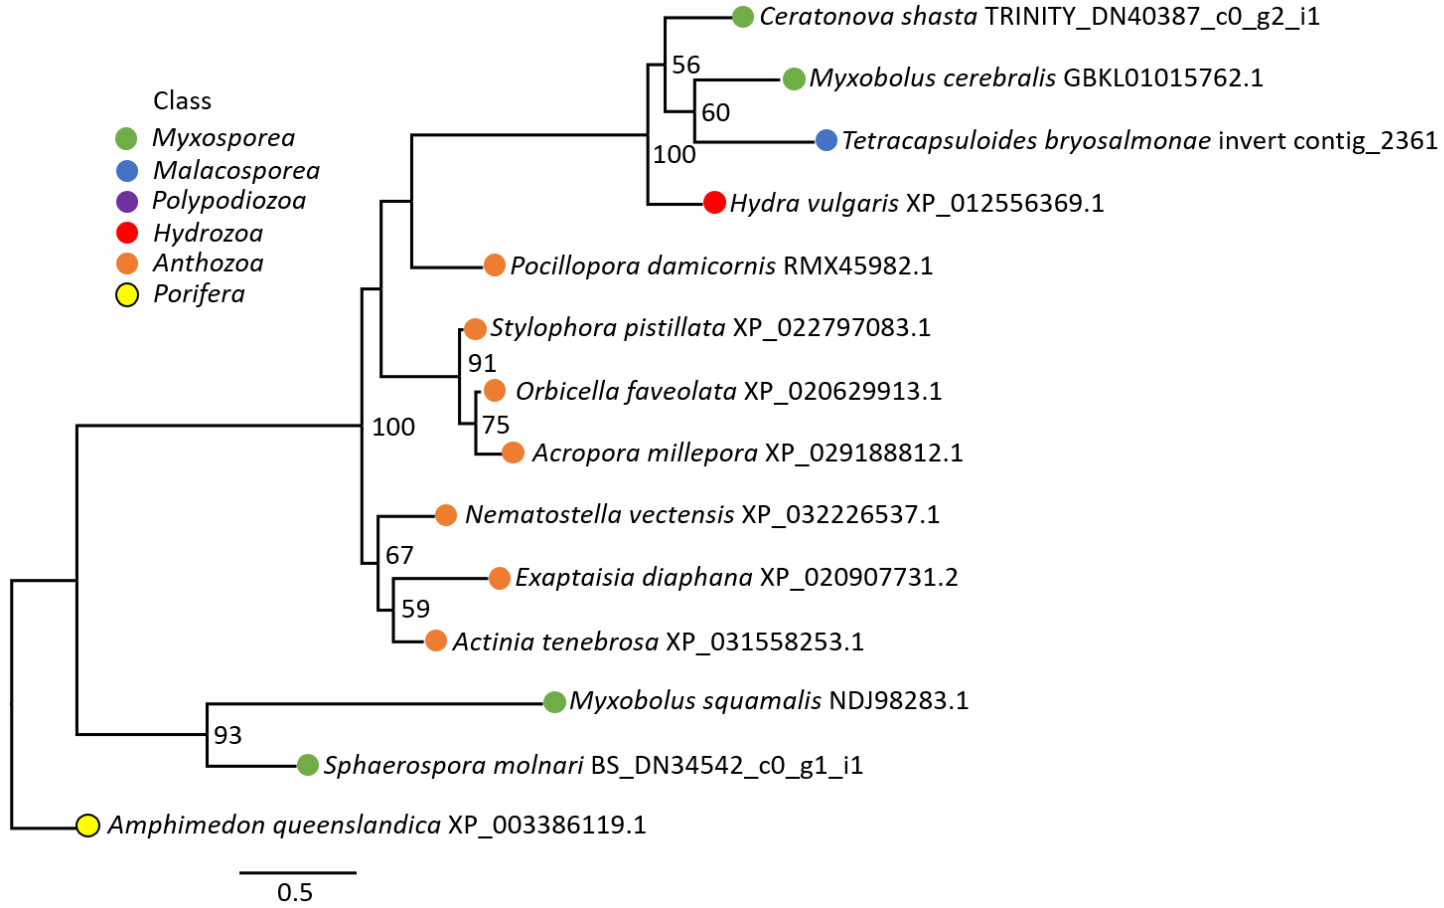 Ceratonova shasta TRINITY_DN40387_c0_g2_i1
56
Myxobolus cerebralis GBKL01015762.1
60
Tetracapsuloides bryosalmonae invert contig_2361
100
Hydra vulgaris XP_012556369.1
Class
Myxosporea
Malacosporea
Polypodiozoa
Hydrozoa
Anthozoa
Porifera
Pocillopora damicornis RMX45982.1
Stylophora pistillata XP_022797083.1
91
Orbicella faveolata XP_020629913.1
75
100
Acropora millepora XP_029188812.1
Nematostella vectensis XP_032226537.1
67
Exaptaisia diaphana XP_020907731.2
59
Actinia tenebrosa XP_031558253.1
Myxobolus squamalis NDJ98283.1
93
Sphaerospora molnari BS_DN34542_c0_g1_i1
Amphimedon queenslandica XP_003386119.1
0.5